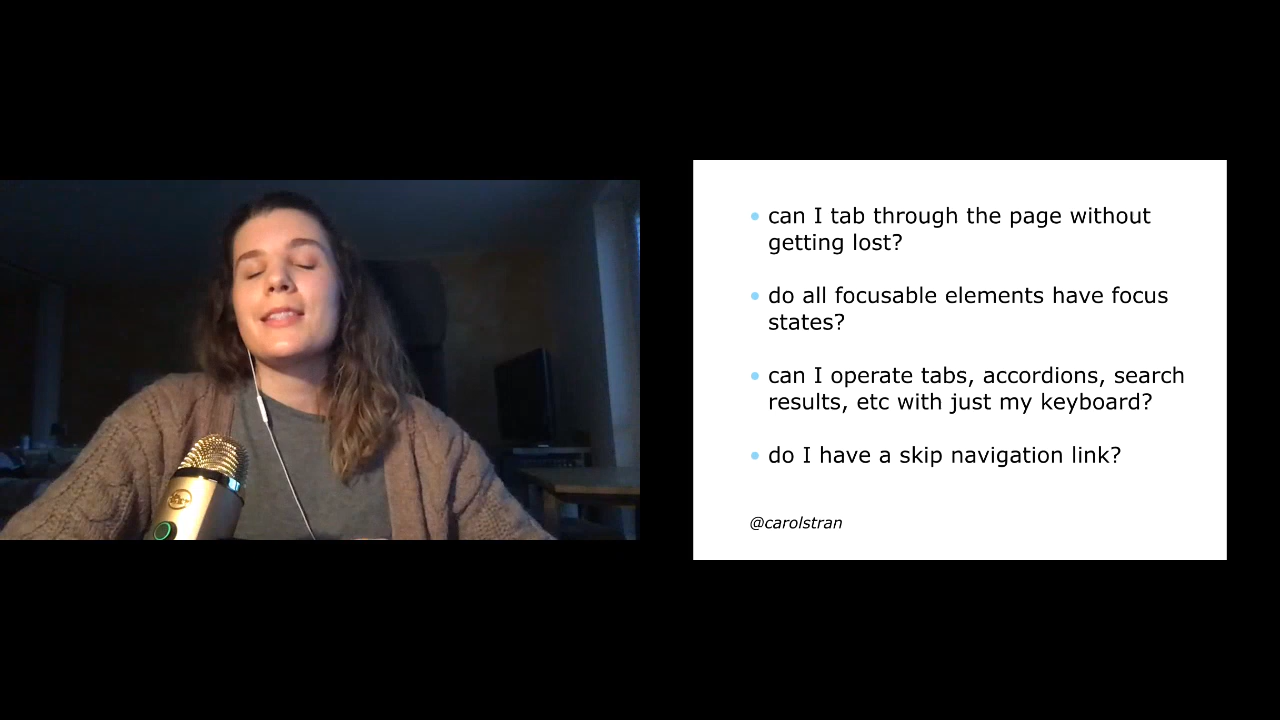 can I tab through the page without
getting lost?
do all focusable elements have focus
states?
can I operate tabs, accordions, search
results, etc with just my keyboard?
do I have a skip navigation link?
@carolstran